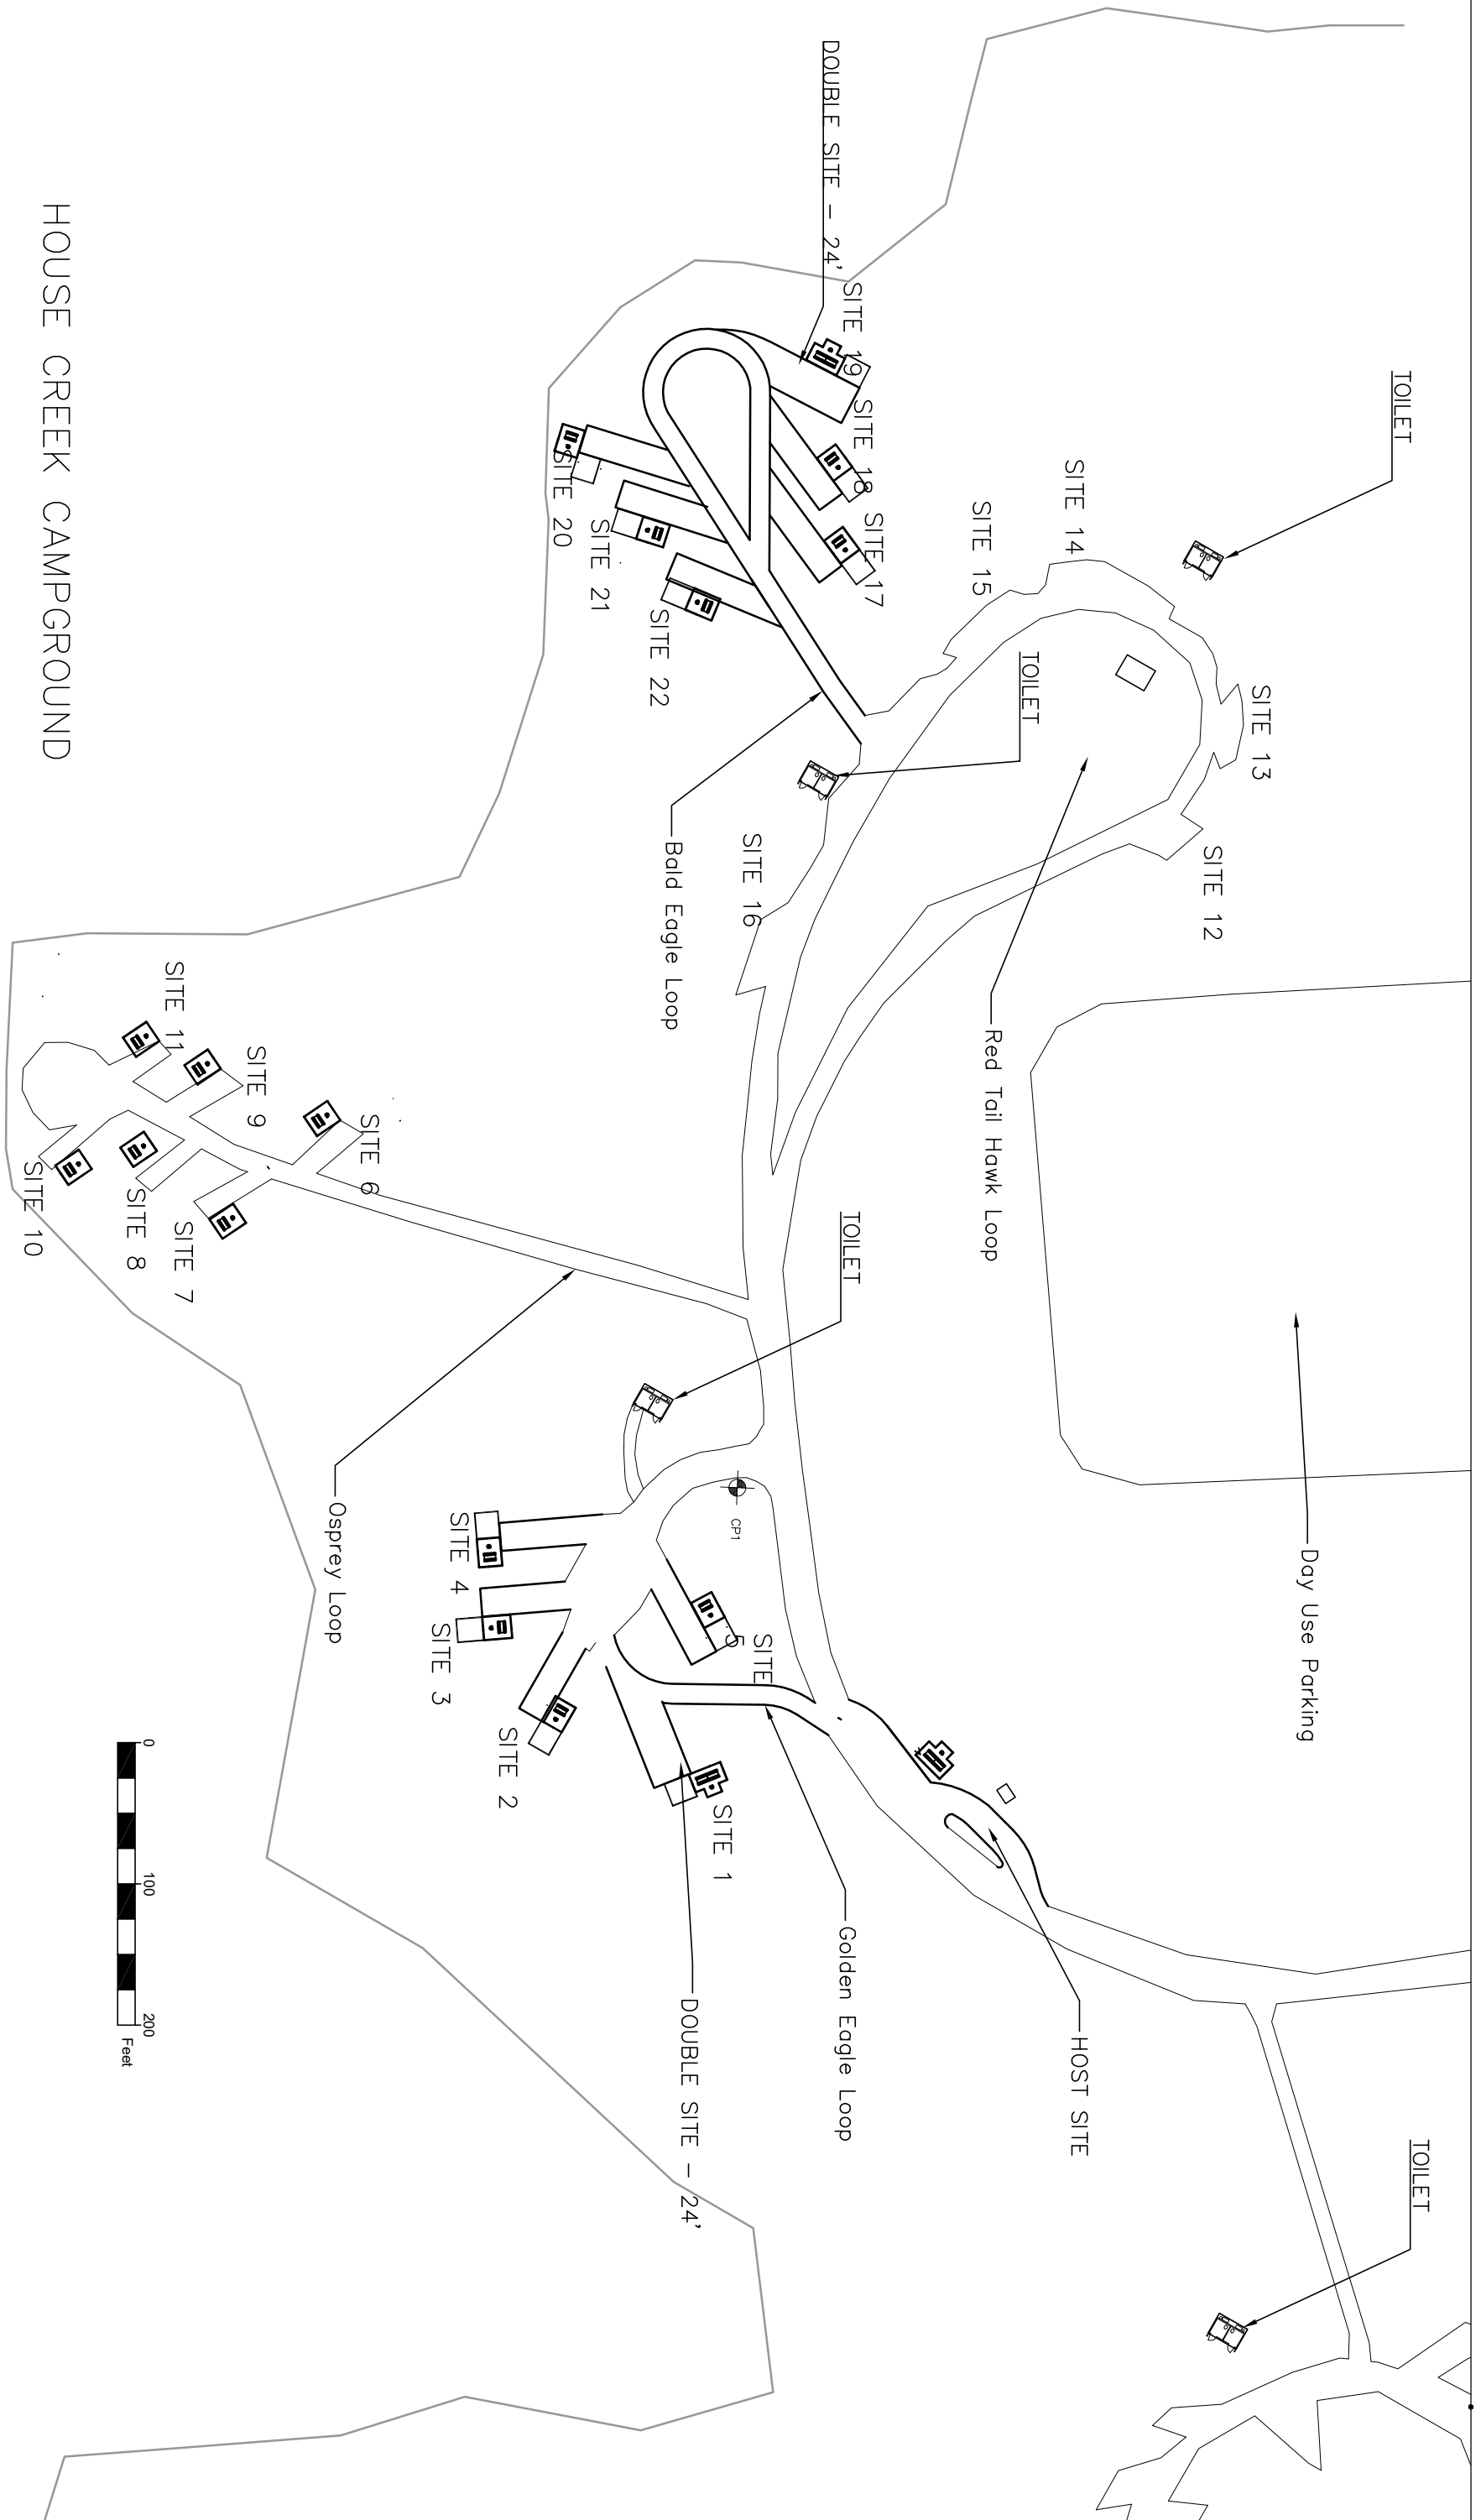 TOILET
TOILET
Day Use Parking
SITE 13
SITE 12
SITE 14
HOST SITE
TOILET
Red Tail Hawk Loop
SITE 15
SITE 17
SITE 18
SITE 19
TOILET
Golden Eagle Loop
DOUBLE SITE - 24'
SITE
5
SITE 16
CP1
SITE 1
DOUBLE SITE - 24'
Bald Eagle Loop
SITE 22
SITE 21
SITE 20
SITE 2
SITE 4
SITE 3
SITE 6
Osprey Loop
SITE 9
SITE 7
SITE 11
SITE 8
0 100 200
Feet
HOUSE CREEK CAMPGROUND
SITE 10